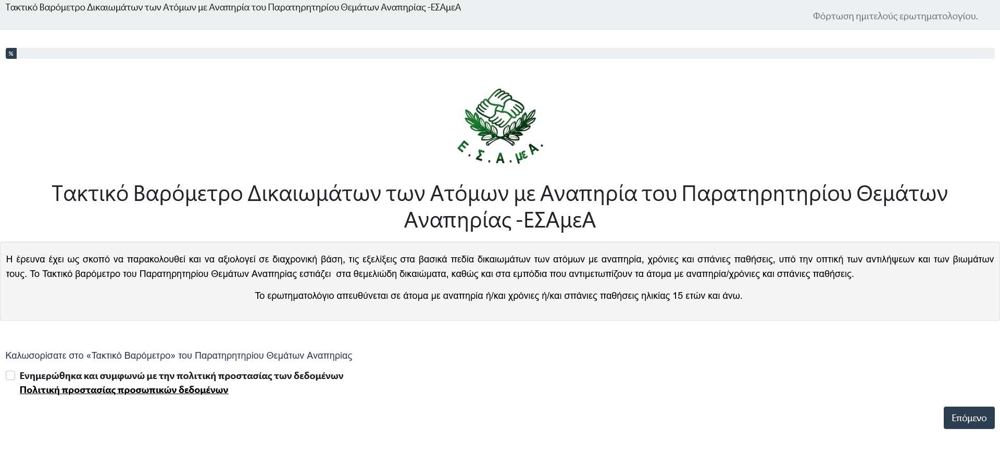 Τακτικό Βαρόμετρο Δικαιωμάτων των Ατόμων με Αναπηρία του Παρατηρητηρίου Θεμάτων Αναπηρίας -ΕΣΑμεΑ
Φόρτωση ημιτελούς ερωτηματολογίου.
%
Ε.Σ.Α.με Α.
Τακτικό Βαρόμετρο Δικαιωμάτων των Ατόμων με Αναπηρία του Παρατηρητηρίου Θεμάτων
Αναπηρίας -ΕΣΑμεΑ
Η έρευνα έχει ως σκοπό να παρακολουθεί και να αξιολογεί σε διαχρονική βάση, τις εξελίξεις στα βασικά πεδία δικαιωμάτων των ατόμων με αναπηρία, χρόνιες και σπάνιες παθήσεις, υπό την οπτική των αντιλήψεων και των βιωμάτων
τους. Το Τακτικό βαρόμετρο του Παρατηρητηρίου Θεμάτων Αναπηρίας εστιάζει  στα θεμελιώδη δικαιώματα, καθώς και στα εμπόδια που αντιμετωπίζουν τα άτομα με αναπηρία/χρόνιες και σπάνιες παθήσεις.
Το ερωτηματολόγιο απευθύνεται σε άτομα με αναπηρία ή/και χρόνιες ή/και σπάνιες παθήσεις ηλικίας 15 ετών και άνω.
Καλωσορίσατε στο «Τακτικό Βαρόμετρο» του Παρατηρητηρίου Θεμάτων Αναπηρίας
Ενημερώθηκα και συμφωνώ με την πολιτική προστασίας των δεδομένων
Πολιτική προστασίας προσωπικών δεδομένων
Επόμενο